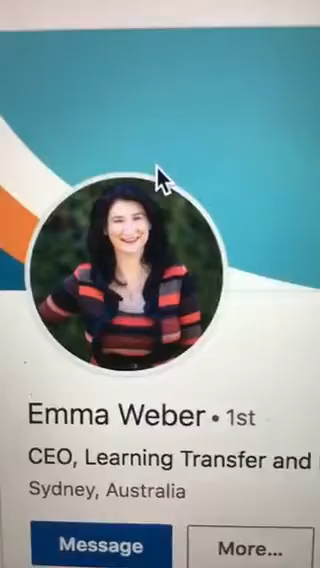 Emma Weber • 1st
CEO, Learning Transfer and
Sydney, Australia
Message
More...